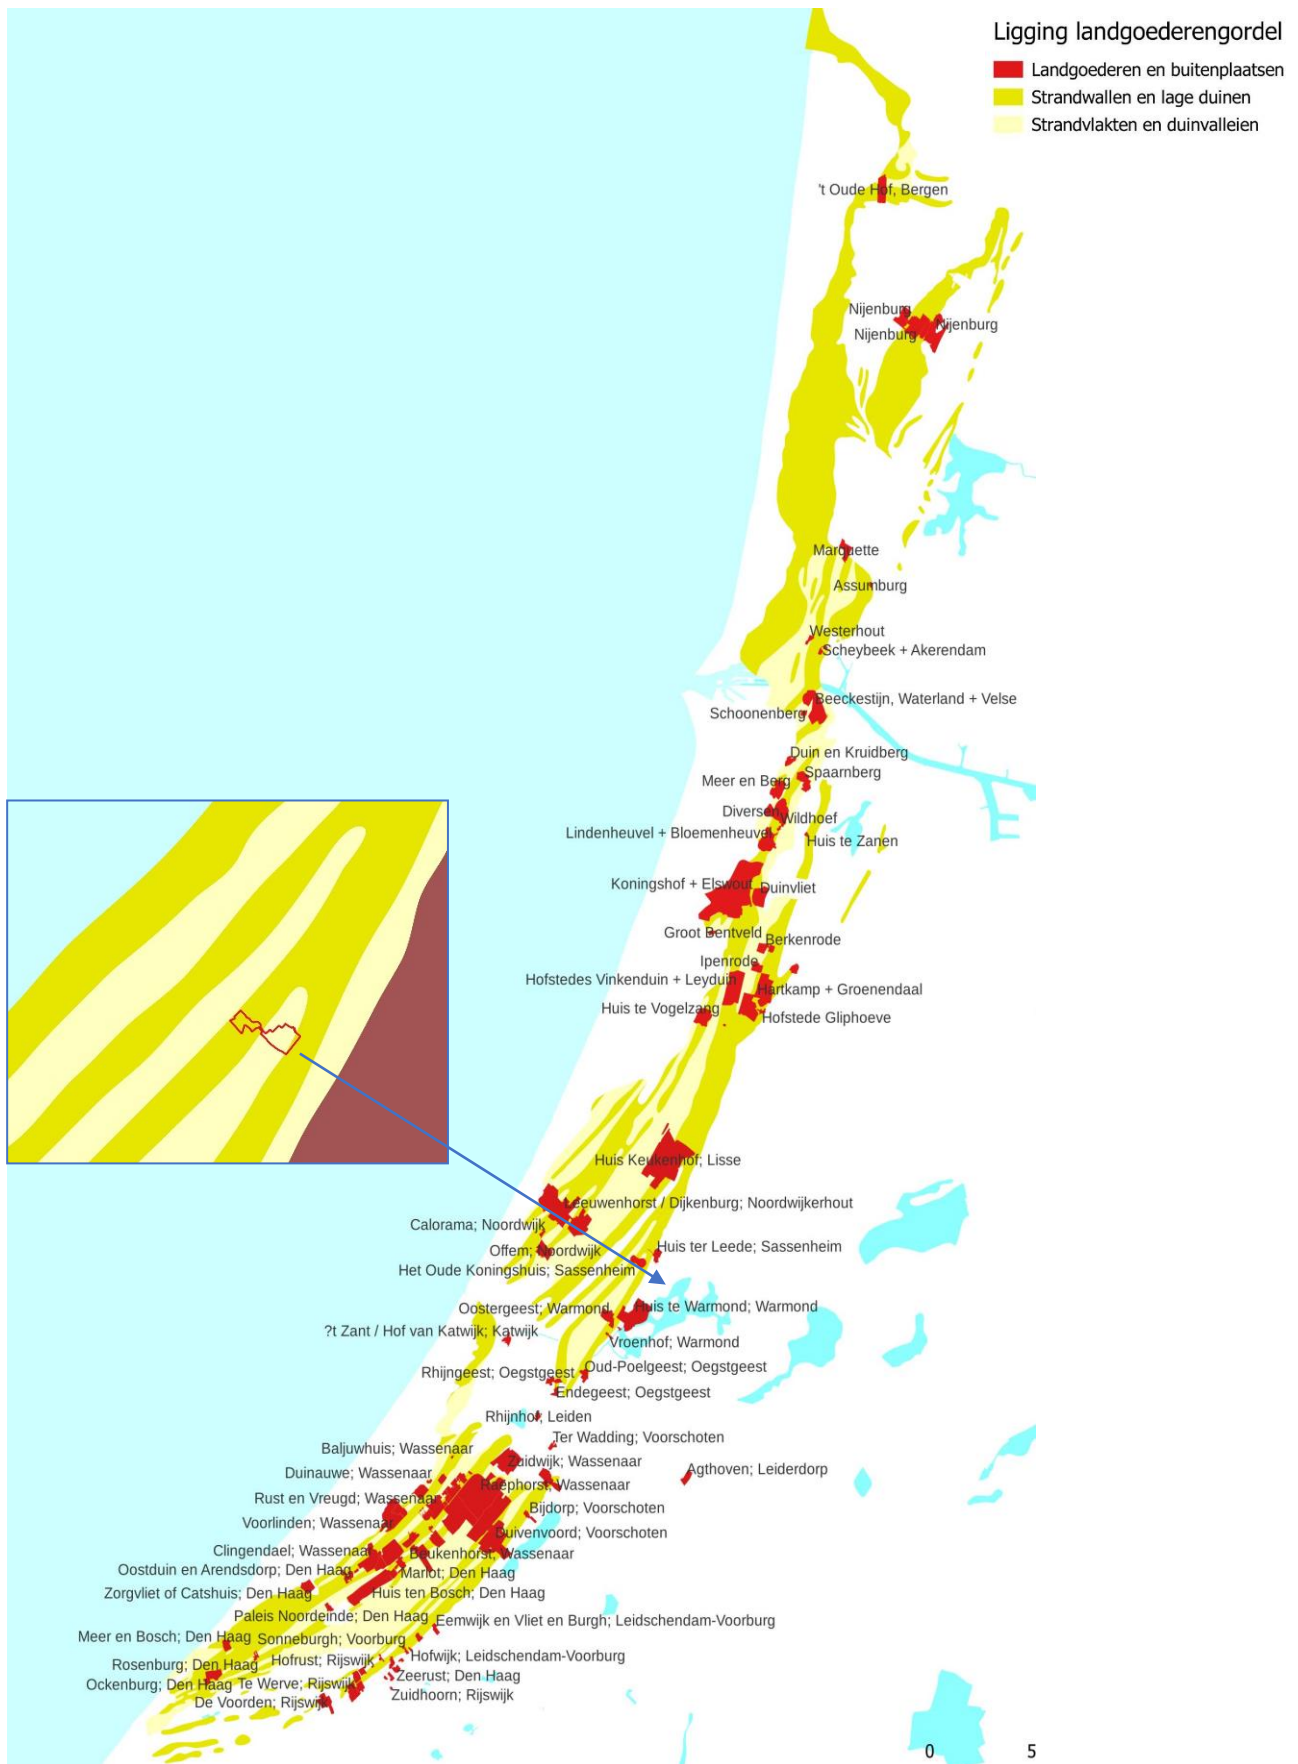 Ligging landgoederengordel
Landgoederen en buitenplaatsen
Strandwallen en lage duinen
Strandvlakten en duinvalleien
't Oude Hof, Bergen
Nijenburg
Nijenburg
Nijenburg
Marquette
Assumburg
Westerhout
Scheybeek + Akerendam
Beeckestijn, Waterland + Velse
Schoonenberg
Duin en Kruidberg
Spaarnberg
Meer en Berg
Diversen
Wildhoef
Lindenheuvel + Bloemenheuvel
Huis te Zanen
Koningshof + Elswout
Duinvliet
Groot Bentveld
Berkenrode
Ipenrode
Hofstedes Vinkenduin + Leyduin
Hartkamp + Groenendaal
Huis te Vogelzang
Hofstede Gliphoeve
Huis Keukenhof; Lisse
Leeuwenhorst / Dijkenburg; Noordwijkerhout
Calorama; Noordwijk
Offem; Noordwijk
Huis ter Leede; Sassenheim
Het Oude Koningshuis; Sassenheim
Oostergeest; Warmond
Huis te Warmond; Warmond
?t Zant / Hof van Katwijk; Katwijk
Vroenhof; Warmond
Rhijngeest; Oegstgeest
Oud-Poelgeest; Oegstgeest
Endegeest; Oegstgeest
Rhijnhof; Leiden
Ter Wadding; Voorschoten
Baljuwhuis; Wassenaar
Zuidwijk; Wassenaar
Duinauwe; Wassenaar
Agthoven; Leiderdorp
Raephorst; Wassenaar
Rust en Vreugd; Wassenaar
Bijdorp; Voorschoten
Voorlinden; Wassenaar
Duivenvoord; Voorschoten
Clingendael; Wassenaar
Beukenhorst; Wassenaar
Oostduin en Arendsdorp; Den Haag
Marlot; Den Haag
Zorgvliet of Catshuis; Den Haag
Huis ten Bosch; Den Haag
Paleis Noordeinde; Den Haag
Eemwijk en Vliet en Burgh; Leidschendam-Voorburg
Meer en Bosch; Den Haag
Sonneburgh; Voorburg
Hofrust; Rijswijk
Hofwijk; Leidschendam-Voorburg
Rosenburg; Den Haag
Zeerust; Den Haag
Ockenburg; Den Haag
Te Werve; Rijswijk
Zuidhoorn; Rijswijk
De Voorden; Rijswijk
0 5